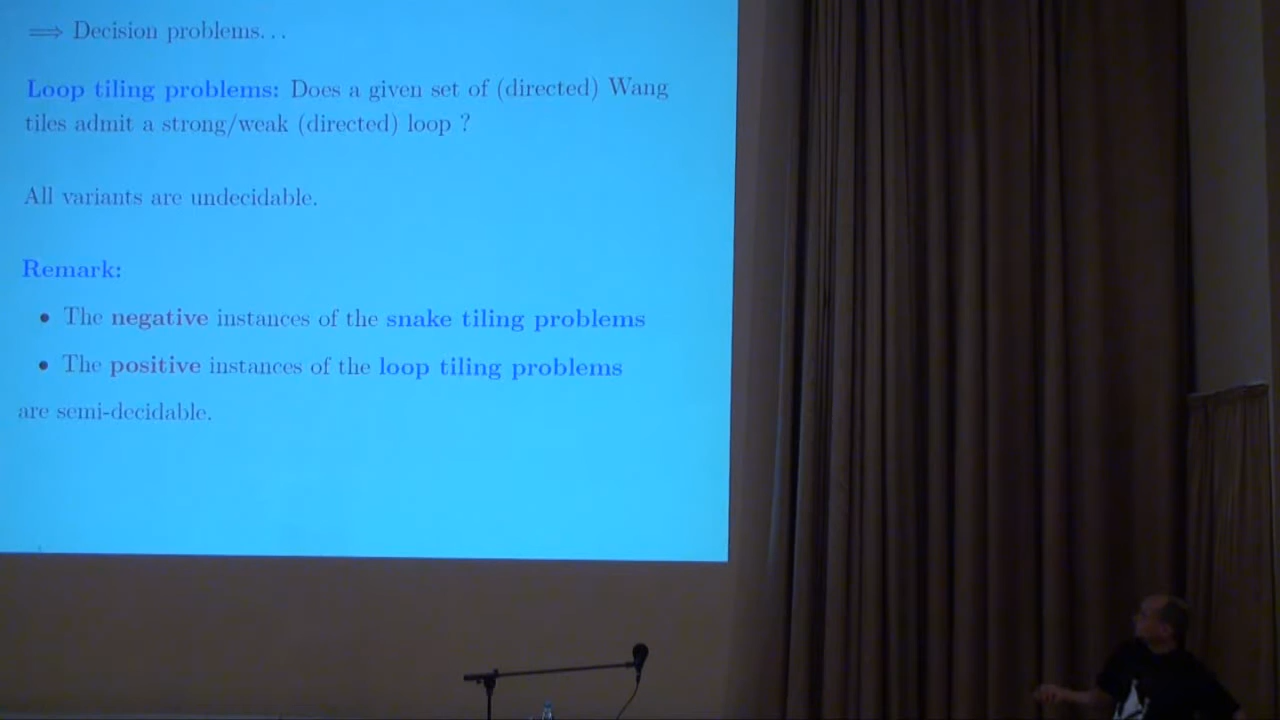 ⟹ Decision problems...
Loop tiling problems: Does a given set of (directed) Wang
tiles admit a strong/weak (directed) loop ?
All variants are undecidable.
Remark:
• The negative instances of the snake tiling problems
• The positive instances of the loop tiling problems
are semi-decidable.